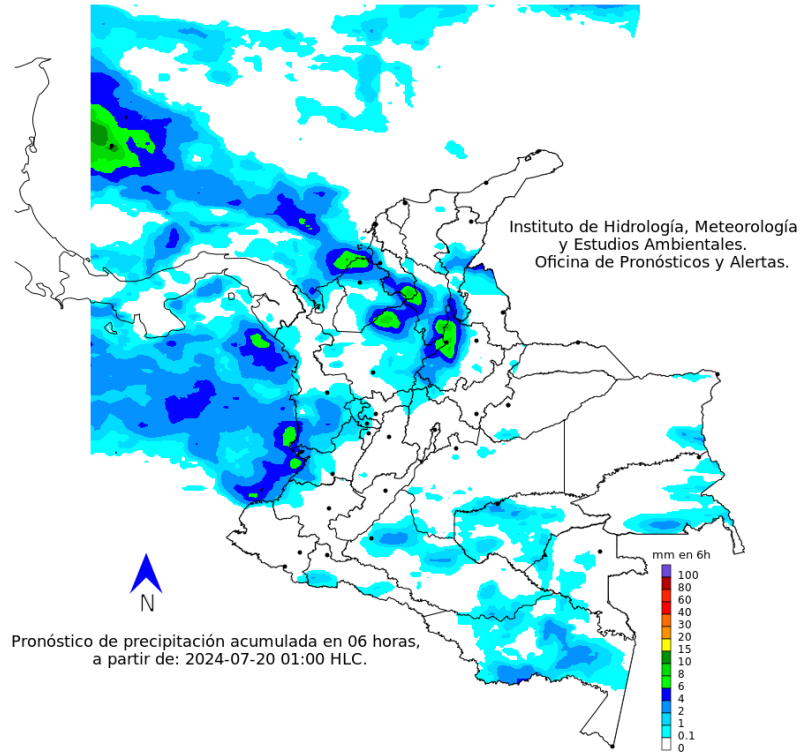 Instituto de Hidrología, Meteorología
y Estudios Ambientales.
Oficina de Pronósticos y Alertas.
N
Pronóstico de precipitación acumulada en 06 horas,
a partir de: 2024-07-20 01:00 HLC.
mm en 6h
100
80
60
40
30
20
15
10
8
6
4
2
1
0.1
0